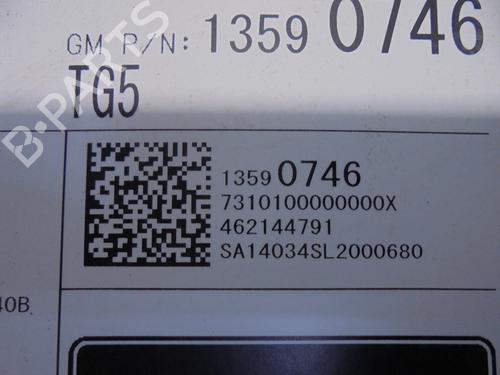 GM P/N: 1359 0746
TG5
B-PARTS
1359 0746
7310100000000X
462144791
SA14034SL2000680
40B